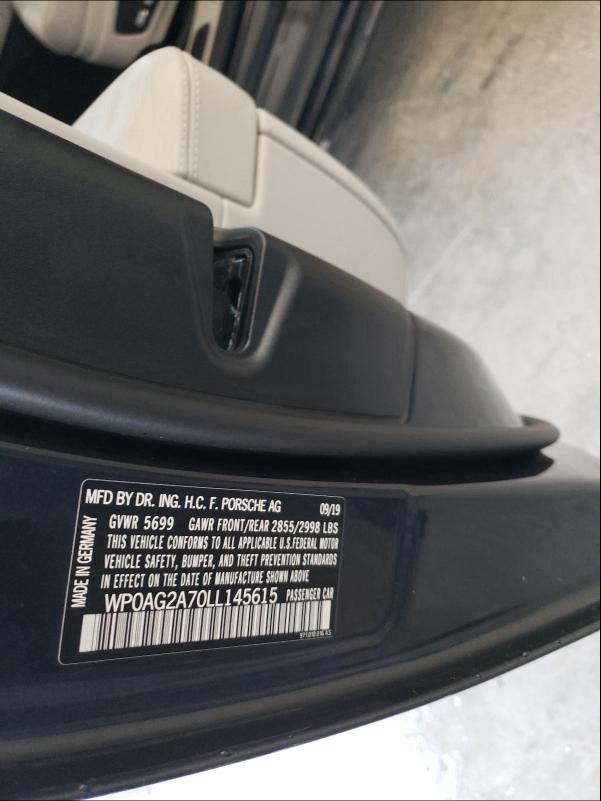 MFD BY DR. ING. H.C. F. PORSCHE AG 09/19
GVWR 5699 GAWR FRONT/REAR 2855/2998 LBS
THIS VEHICLE CONFORMS TO ALL APPLICABLE U.S.FEDERAL MOTOR
VEHICLE SAFETY, BUMPER, AND THEFT PREVENTION STANDARDS
IN EFFECT ON THE DATE OF MANUFACTURE SHOWN ABOVE
WP0AG2A70LL145615 PASSENGER CAR
MADE IN GERMANY